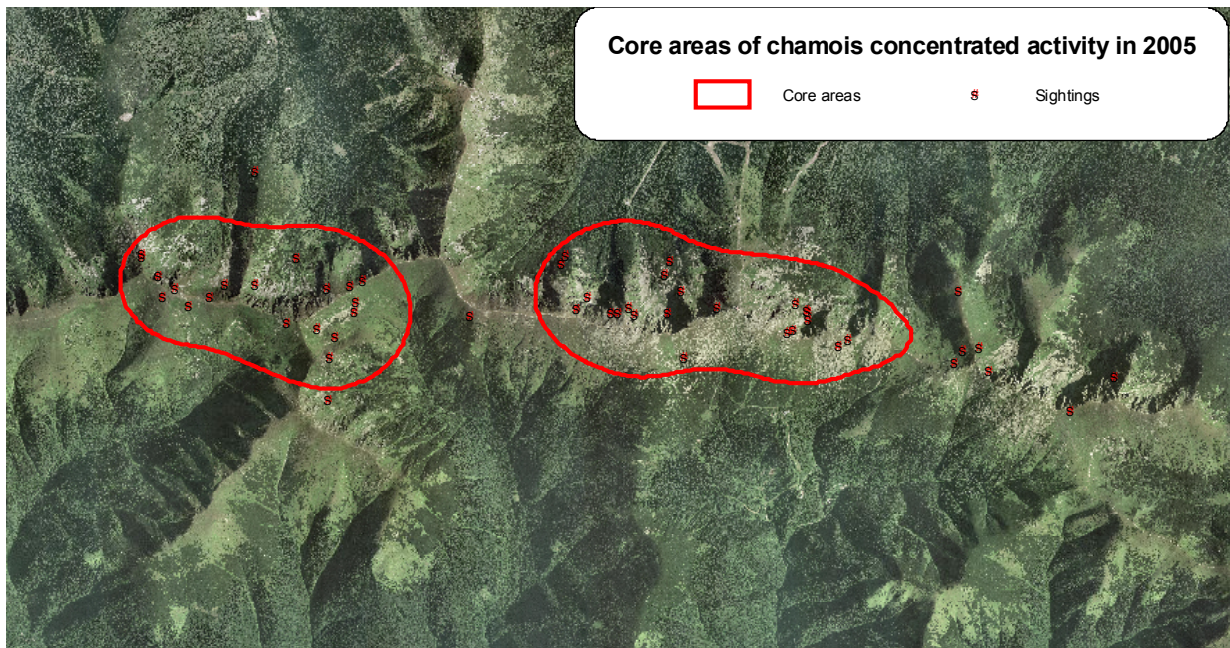 Core areas of chamois concentrated activity in 2005
Core areas
Sightings